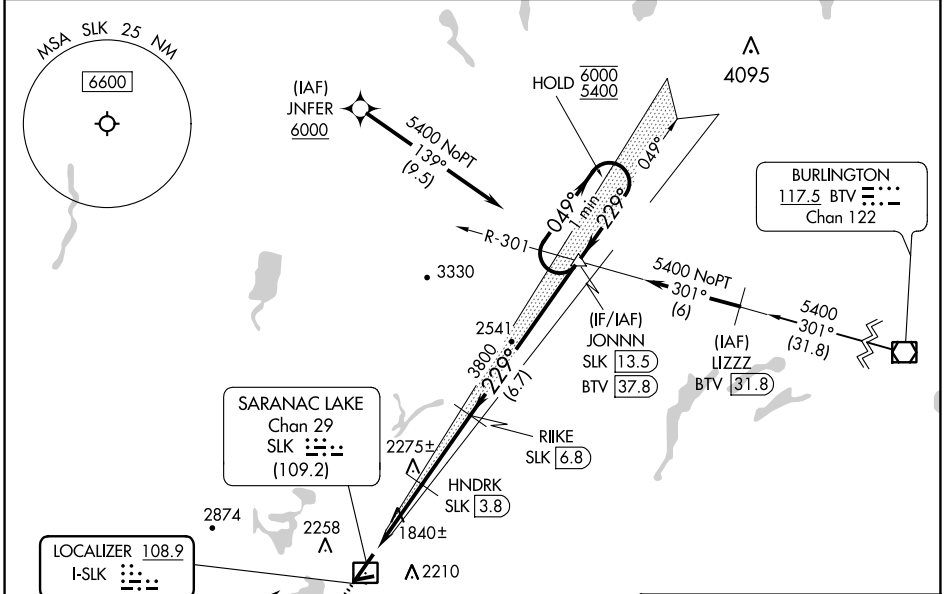 MSA SLK 25 NM
6600
(IAF)
JNFER
6000
5400 NoPT
139°
(9.5)
HOLD 6000
5400
4095
049°
049°
1 min
229°
R-301
3330
BURLINGTON
117.5 BTV
Chan 122
5400 NoPT
301°
(6)
5400
301°
(31.8)
(IF/IAF)
JONNN
SLK 13.5
BTV 37.8
(IAF)
LIZZZ
BTV 31.8
2541
3800
229°
(6.7)
SARANAC LAKE
Chan 29
SLK
(109.2)
2275±
RIIKE
SLK 6.8
HNDRK
SLK 3.8
2874
2258
1840±
2210
LOCALIZER 108.9
I-SLK